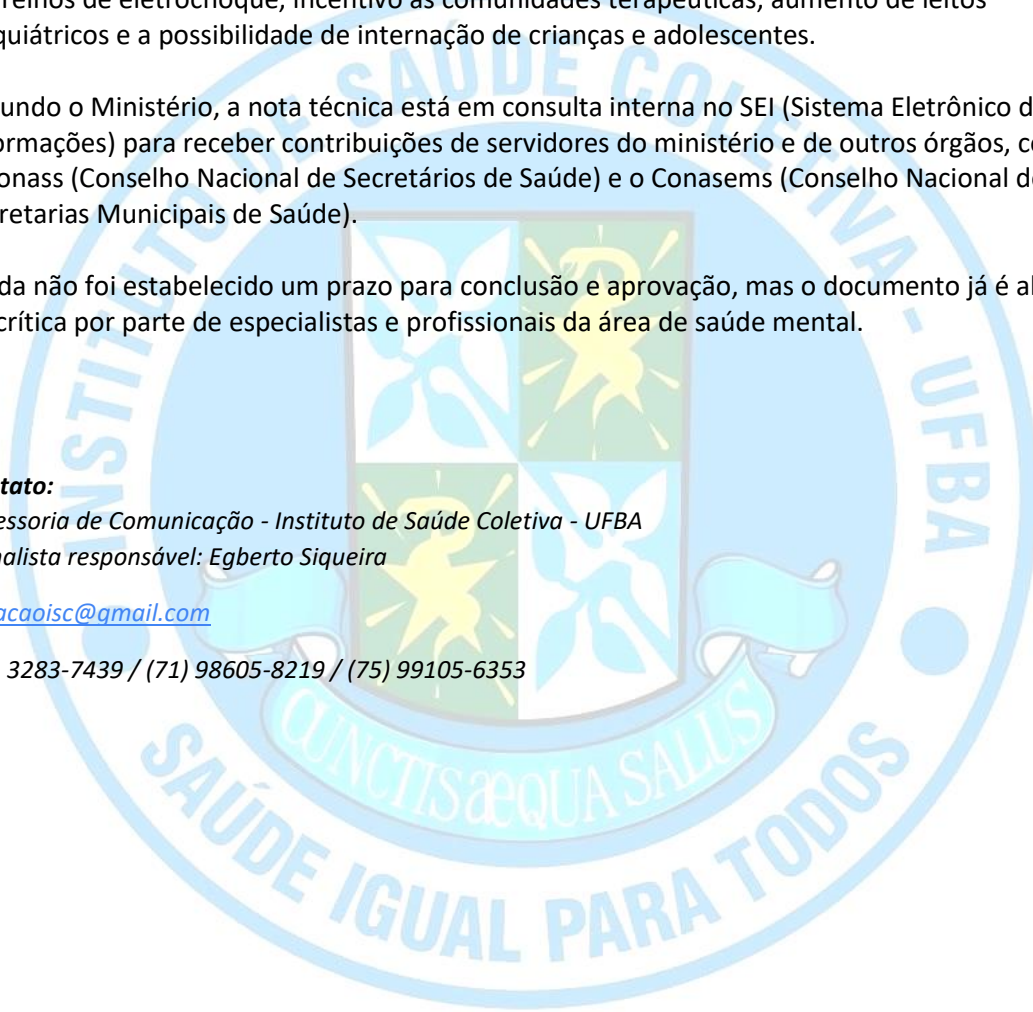 relhos de eletrochoque, incentivo às comunidades terapêuticas, aumento de leitos
quiátricos e a possibilidade de internação de crianças e adolescentes.
undo o Ministério, a nota técnica está em consulta interna no SEI (Sistema Eletrônico d
ormações) para receber contribuições de servidores do ministério e de outros órgãos, c
onass (Conselho Nacional de Secretários de Saúde) e o Conasems (Conselho Nacional d
retarias Municipais de Saúde).
da não foi estabelecido um prazo para conclusão e aprovação, mas o documento já é al
crítica por parte de especialistas e profissionais da área de saúde mental.
tato:
essoria de Comunicação - Instituto de Saúde Coletiva - UFBA
nalista responsável: Egberto Siqueira
acaoisc@gmail.com
3283-7439 / (71) 98605-8219 / (75) 99105-6353
INSTITUTO DE SAÚDE COLETIVA - UFBA
CUNCTIS æQUA SALUS
SAÚDE IGUAL PARA TODOS